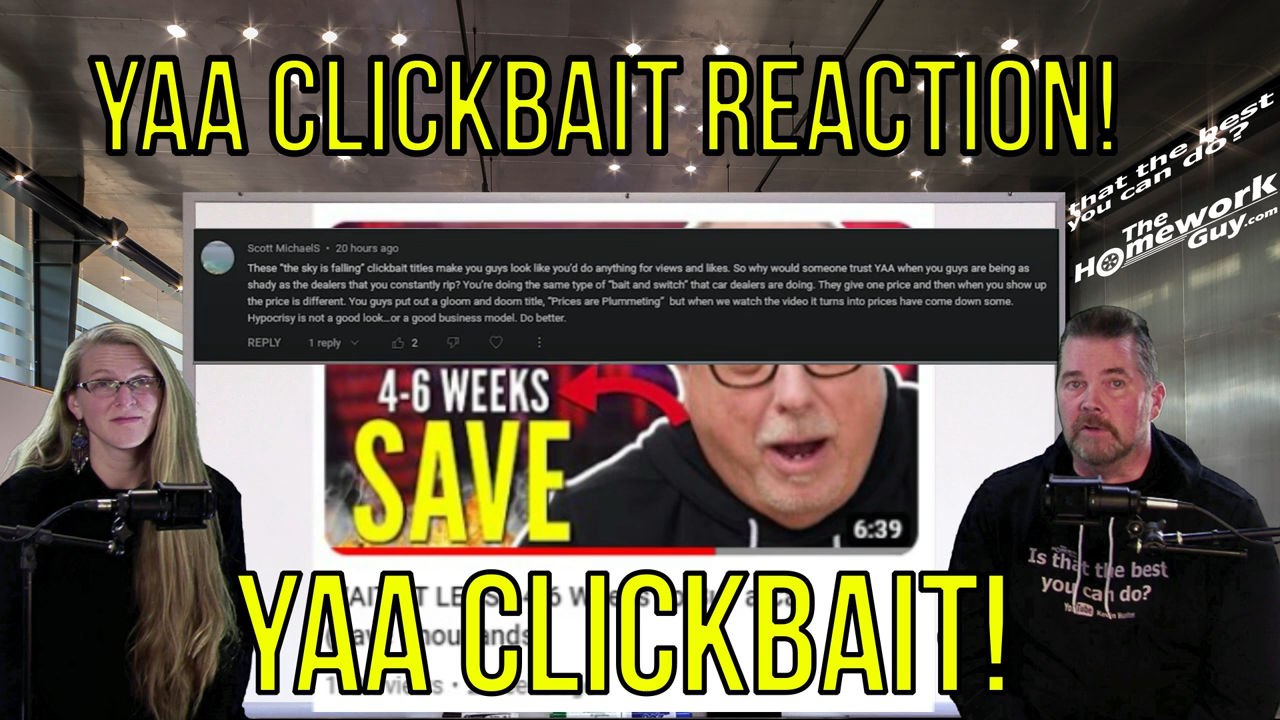 YAA CLICKBAIT REACTION!
that the best
you can do?
The
Homework
Guy.com
Scott MichaelS • 20 hours ago
These "the sky is falling" clickbait titles make you guys look like you'd do anything for views and likes. So why would someone trust YAA when you guys are being as
shady as the dealers that you constantly rip? You're doing the same type of "bait and switch" that car dealers are doing. They give one price and then when you show up
the price is different. You guys put out a gloom and doom title, "Prices are Plummeting" but when we watch the video it turns into prices have come down some.
Hypocrisy is not a good look...or a good business model. Do better.
REPLY 1 reply 2
4-6 WEEKS
SAVE
6:39
Is that the best
you can do?
YouTube
YAA CLICKBAIT!